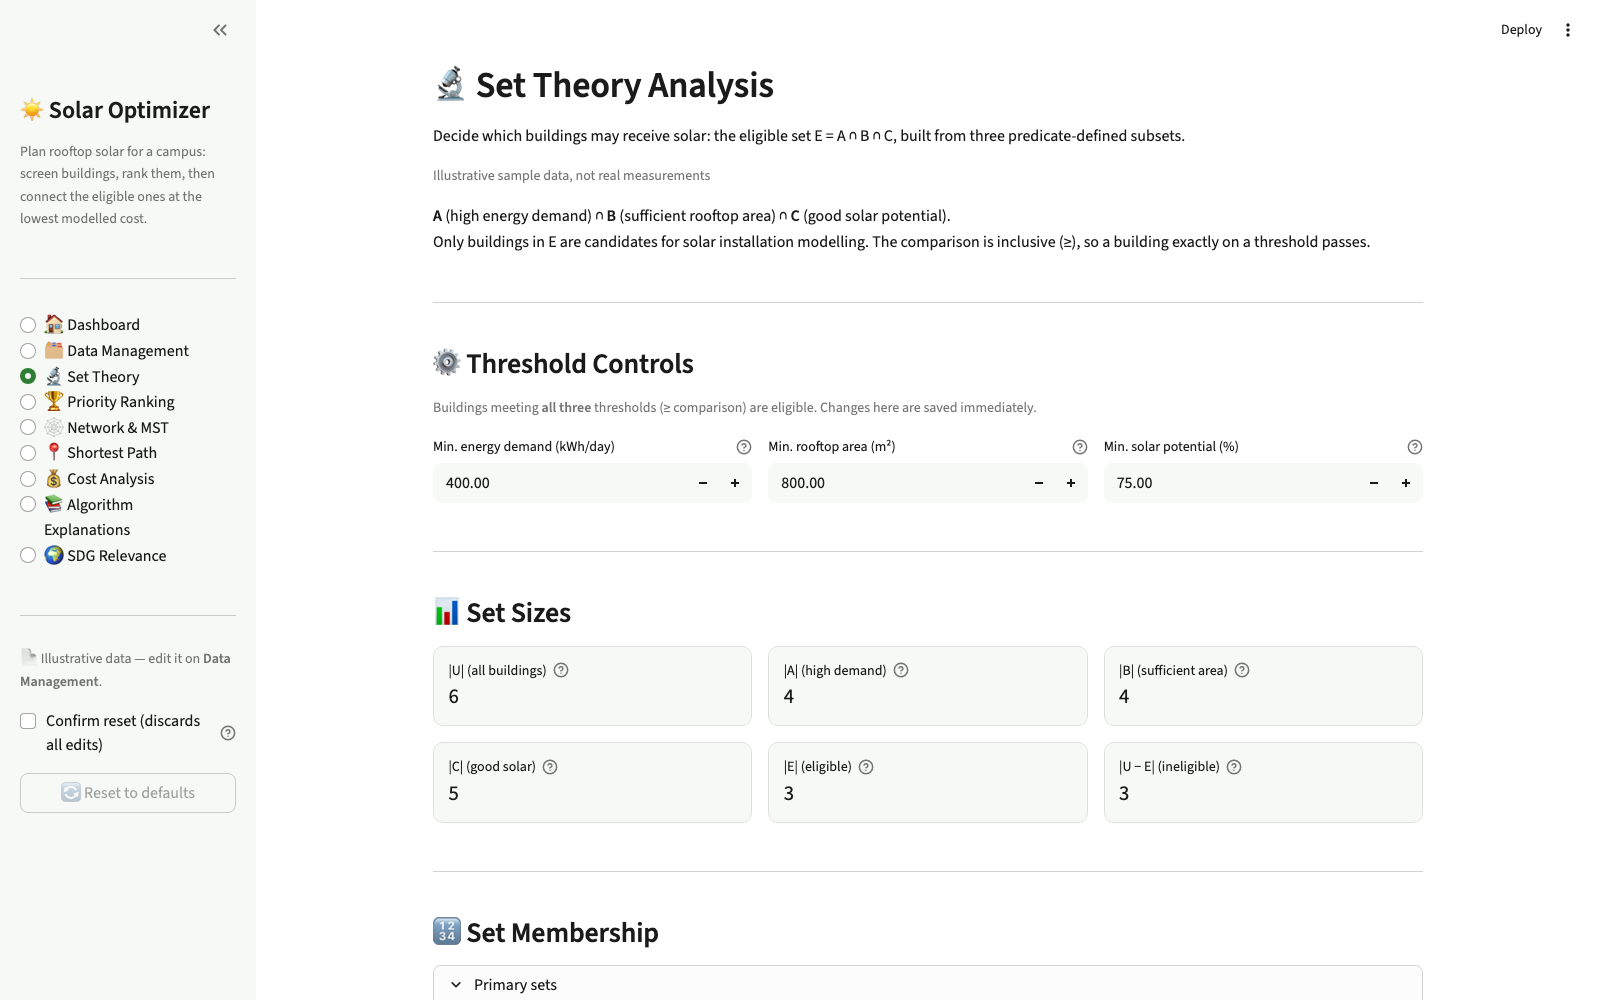 Deploy
☀️ Solar Optimizer
Plan rooftop solar for a campus:
screen buildings, rank them, then
connect the eligible ones at the
lowest modelled cost.
Dashboard
Data Management
Set Theory
Priority Ranking
Network & MST
Shortest Path
Cost Analysis
Algorithm
Explanations
SDG Relevance
Illustrative data — edit it on Data
Management.
Confirm reset (discards
all edits)
Reset to defaults
Set Theory Analysis
Decide which buildings may receive solar: the eligible set E = A ∩ B ∩ C, built from three predicate-defined subsets.
Illustrative sample data, not real measurements
A (high energy demand) ∩ B (sufficient rooftop area) ∩ C (good solar potential).
Only buildings in E are candidates for solar installation modelling. The comparison is inclusive (≥), so a building exactly on a threshold passes.
Threshold Controls
Buildings meeting all three thresholds (≥ comparison) are eligible. Changes here are saved immediately.
Min. energy demand (kWh/day)
400.00
Min. rooftop area (m²)
800.00
Min. solar potential (%)
75.00
Set Sizes
|U| (all buildings)
6
|A| (high demand)
4
|B| (sufficient area)
4
|C| (good solar)
5
|E| (eligible)
3
|U − E| (ineligible)
3
Set Membership
Primary sets